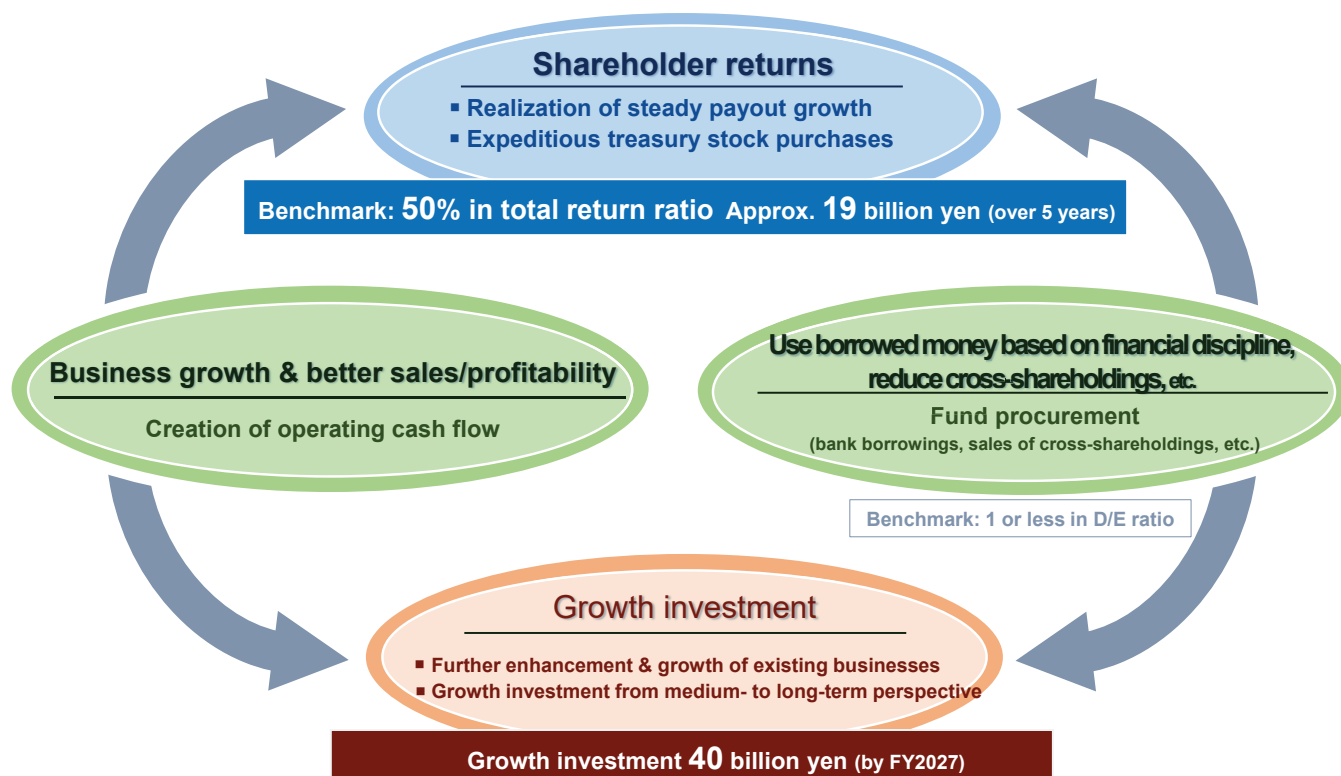 Shareholder returns
▪ Realization of steady payout growth
▪ Expeditious treasury stock purchases
Benchmark: 50% in total return ratio Approx. 19 billion yen (over 5 years)
Business growth & better sales/profitability
Creation of operating cash flow
Use borrowed money based on financial discipline,
reduce cross-shareholdings, etc.
Fund procurement
(bank borrowings, sales of cross-shareholdings, etc.)
Benchmark: 1 or less in D/E ratio
Growth investment
▪ Further enhancement & growth of existing businesses
▪ Growth investment from medium- to long-term perspective
Growth investment 40 billion yen (by FY2027)